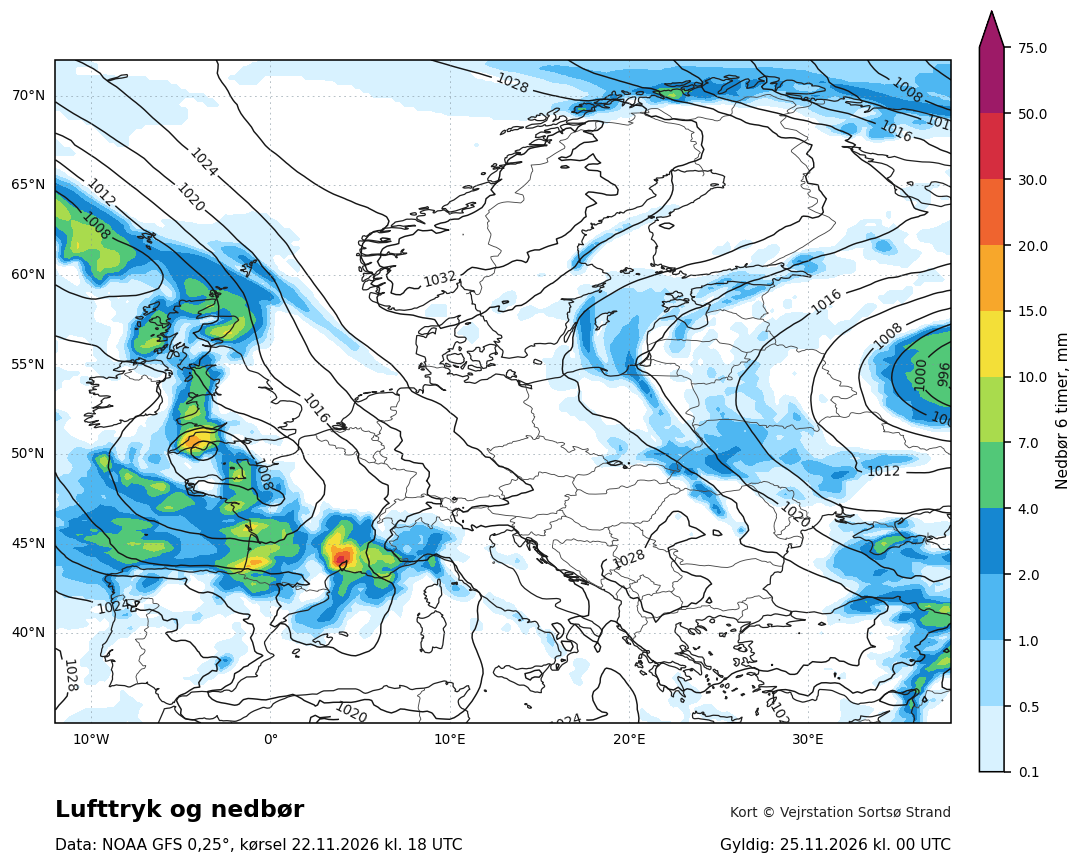 75.0
50.0
30.0
20.0
15.0
10.0
7.0
4.0
2.0
1.0
0.5
0.1
Nedbør 6 timer, mm
70°N
65°N
60°N
55°N
50°N
45°N
40°N
10°W
0°
10°E
20°E
30°E
1028
1008
1016
1024
1020
1012
1008
1032
1016
1008
1000
996
1016
1008
1012
1020
1028
1024
1028
1020
Lufttryk og nedbør
Kort © Vejrstation Sortsø Strand
Data: NOAA GFS 0,25°, kørsel 22.11.2026 kl. 18 UTC
Gyldig: 25.11.2026 kl. 00 UTC